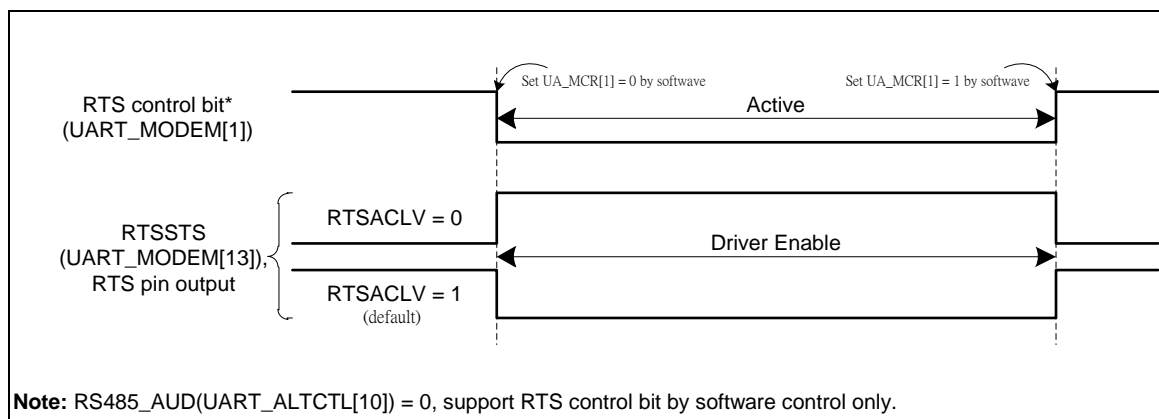 Set UA_MCR[1] = 0 by softwave
Set UA_MCR[1] = 1 by softwave
RTS control bit*
(UART_MODEM[1])
Active
RTSSTS
(UART_MODEM[13]),
RTS pin output
RTSACLV = 0
Driver Enable
RTSACLV = 1
(default)
Note: RS485_AUD(UART_ALTCTL[10]) = 0, support RTS control bit by software control only.